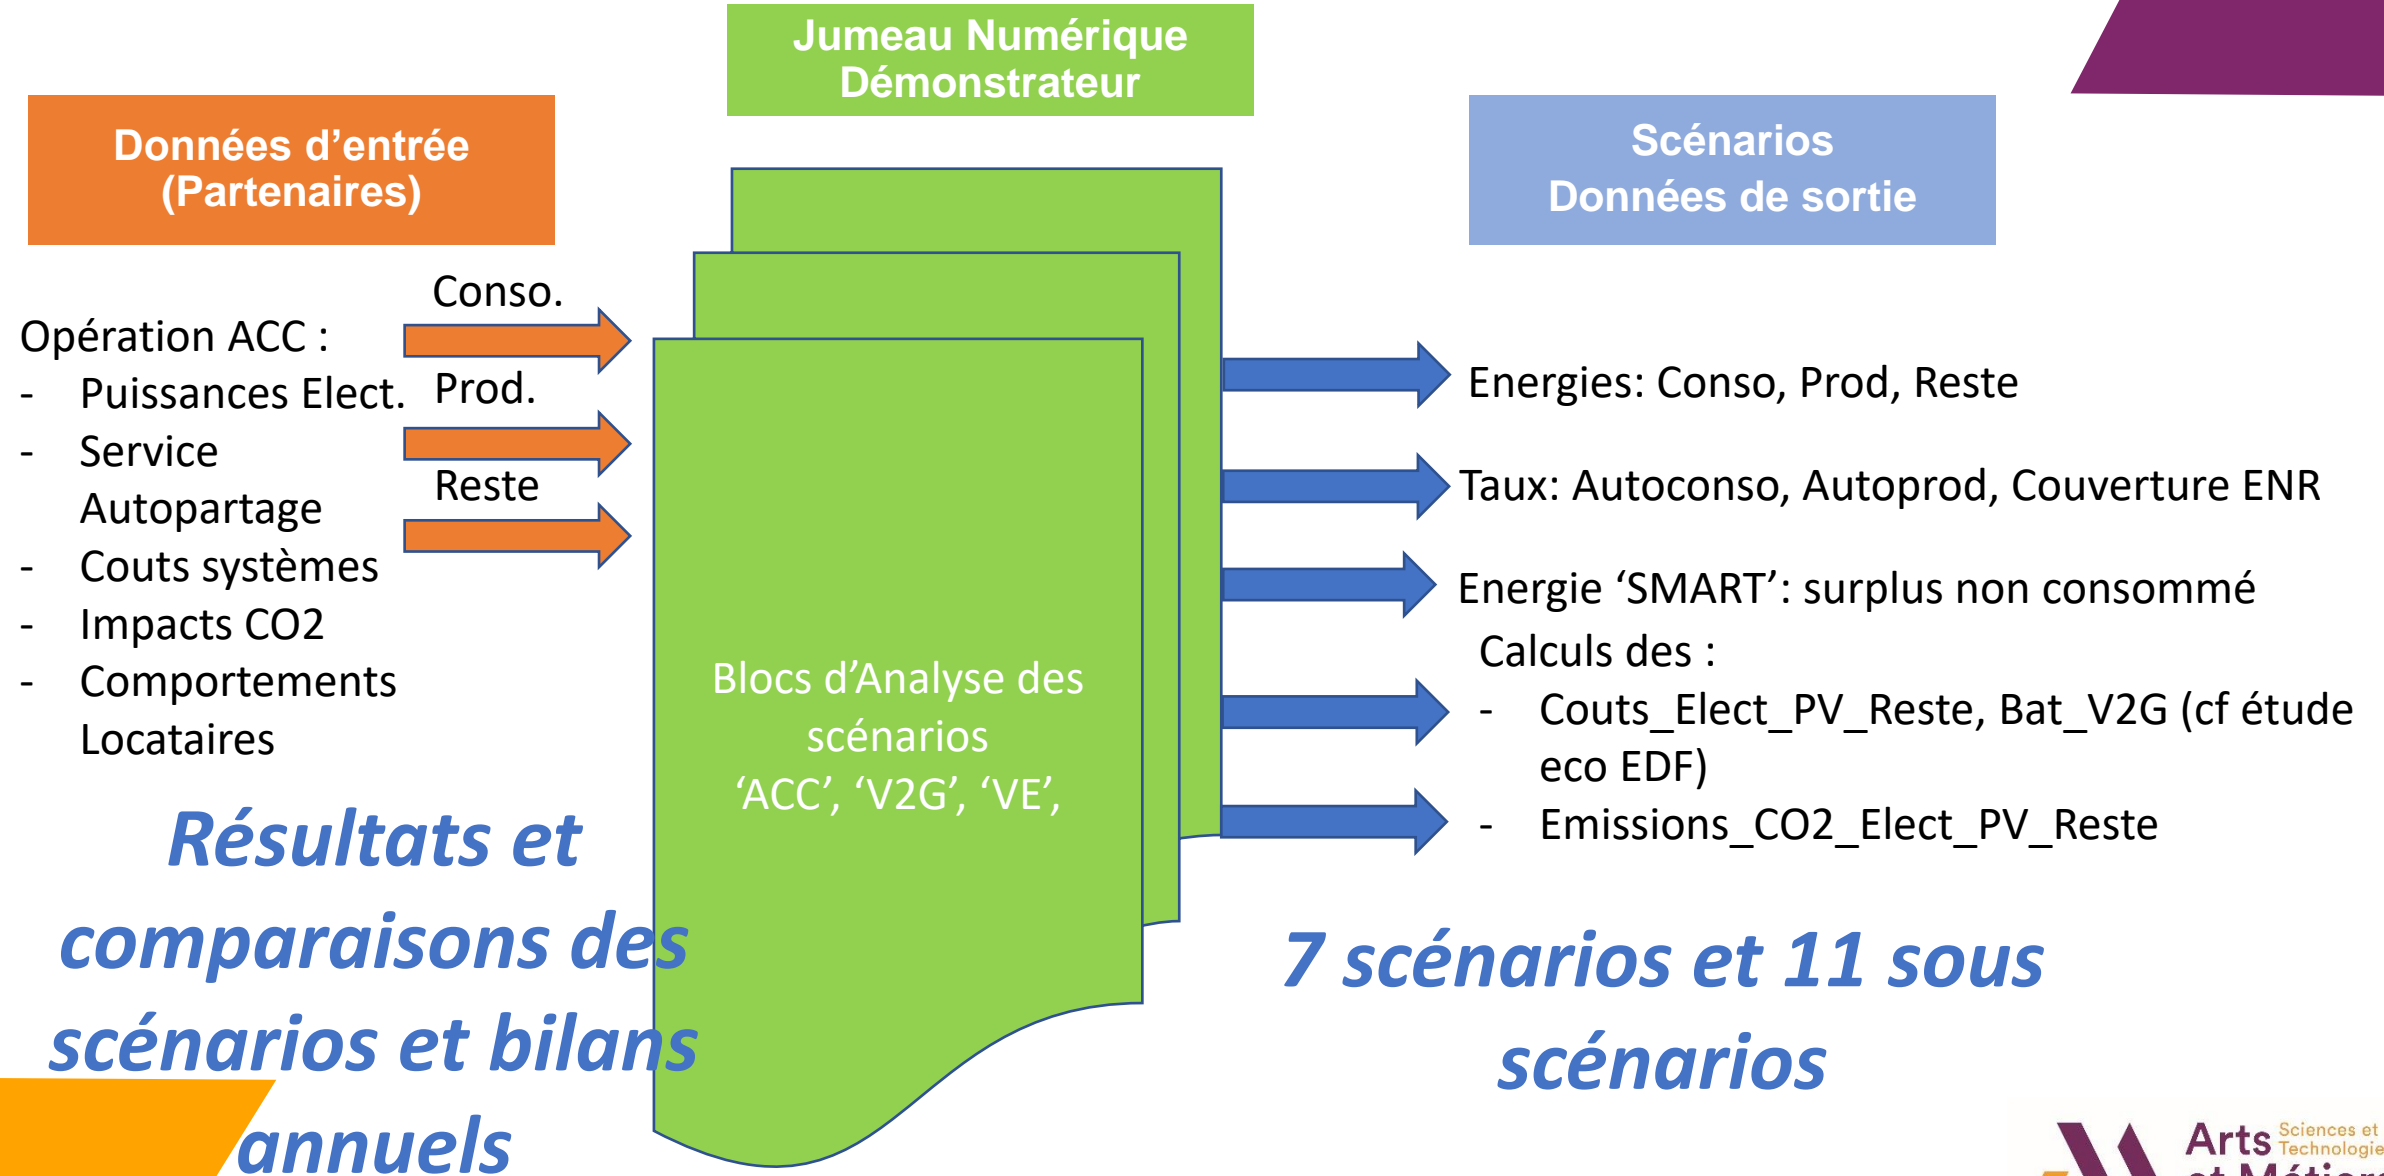 Jumeau Numérique
Démonstrateur
Données d’entrée
(Partenaires)
Scénarios
Données de sortie
Opération ACC :
- Puissances Elect.
- Service
Autopartage
- Couts systèmes
- Impacts CO2
- Comportements
Locataires
Conso.
Prod.
Reste
Blocs d’Analyse des
scénarios
‘ACC’, ‘V2G’, ‘VE’,
Energies: Conso, Prod, Reste
Taux: Autoconso, Autoprod, Couverture ENR
Energie ‘SMART’: surplus non consommé
Calculs des :
- Couts_Elect_PV_Reste, Bat_V2G (cf étude
eco EDF)
- Emissions_CO2_Elect_PV_Reste
Résultats et
comparaisons des
scénarios et bilans
annuels
7 scénarios et 11 sous
scénarios
Arts Sciences et
Technologie
et Métiers